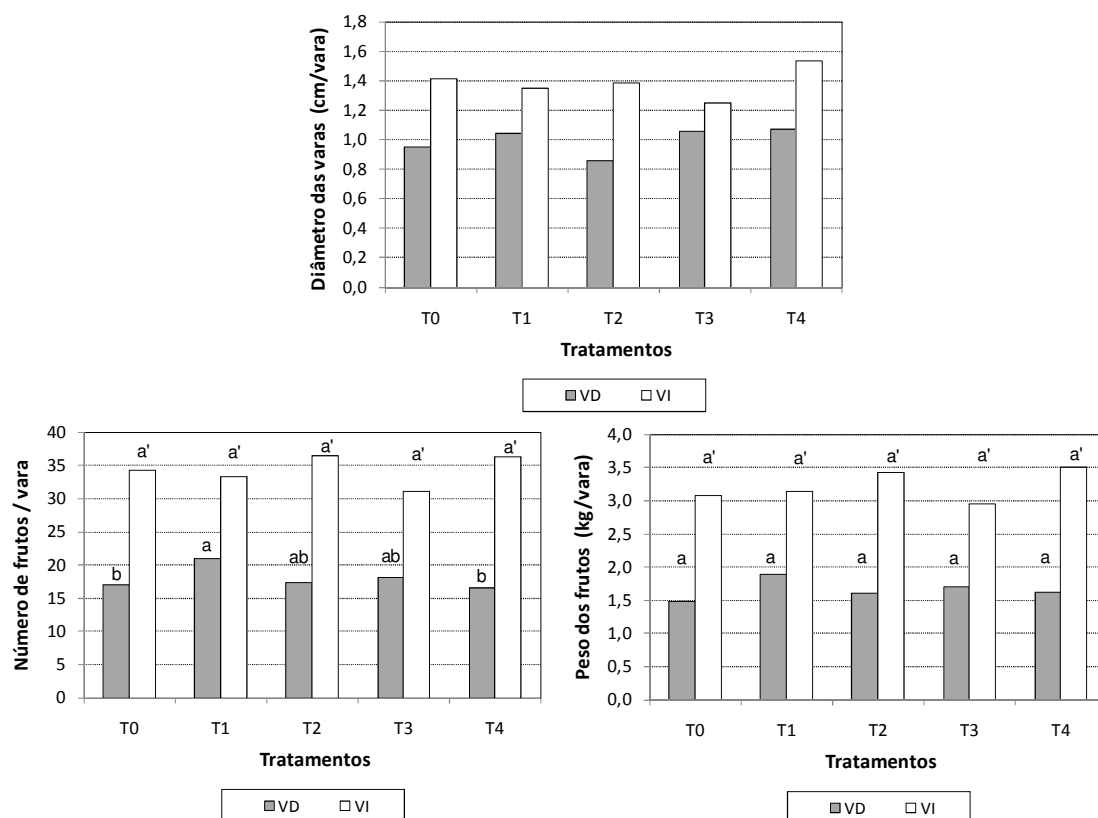 Diâmetro das varas (cm/vara)
1,8
1,6
1,4
1,2
1,0
0,8
0,6
0,4
0,2
0,0
T0 T1 T2 T3 T4
Tratamentos
VD VI
Número de frutos / vara
40
35
30
25
20
15
10
5
0
a' a' a' a' a'
b a ab ab b
T0 T1 T2 T3 T4
Tratamentos
VD VI
Peso dos frutos (kg/vara)
4,0
3,5
3,0
2,5
2,0
1,5
1,0
0,5
0,0
a' a' a' a' a'
a a a a a
T0 T1 T2 T3 T4
Tratamentos
VD VI